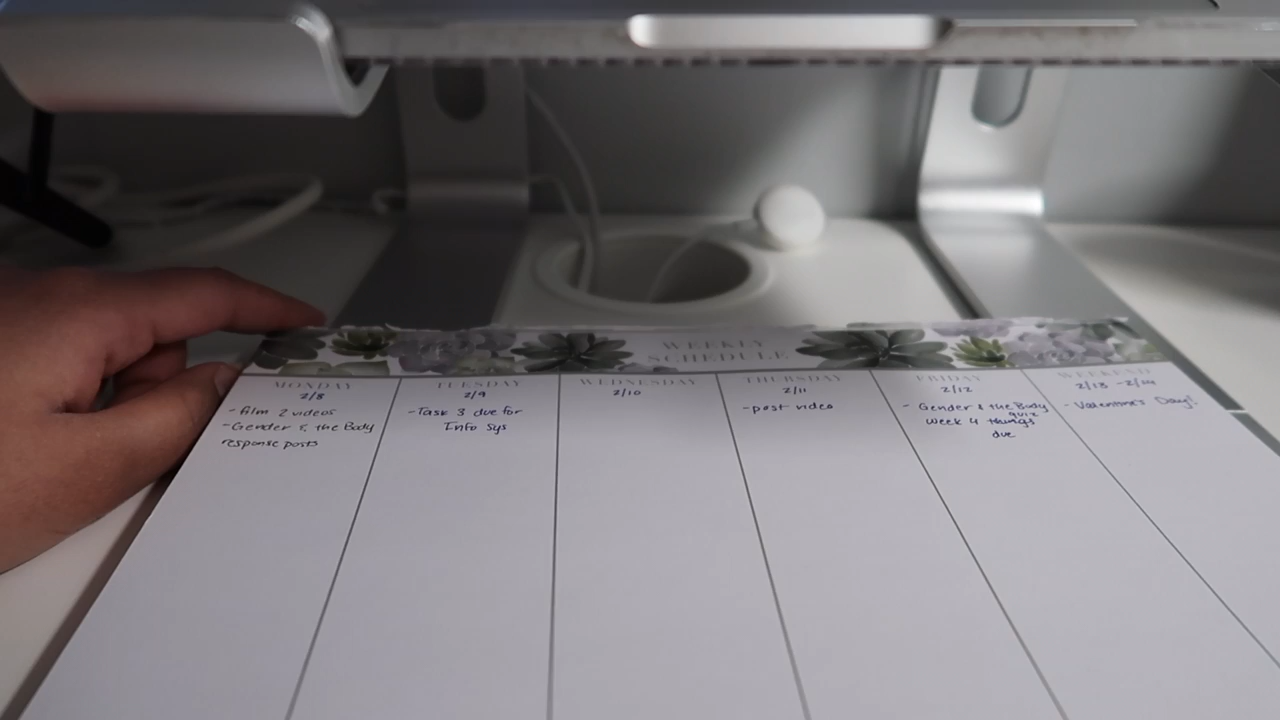 WEEKLY
SCHEDULE
MONDAY
2/8
- film 2 videos
- Gender & the Body
response posts
TUESDAY
2/9
- Task 3 due for
Info Sys
WEDNESDAY
2/10
THURSDAY
2/11
- post video
FRIDAY
2/12
- Gender & the Body
quiz
week 4 things
due
WEEKEND
2/13 - 2/14
- Valentine's Day!